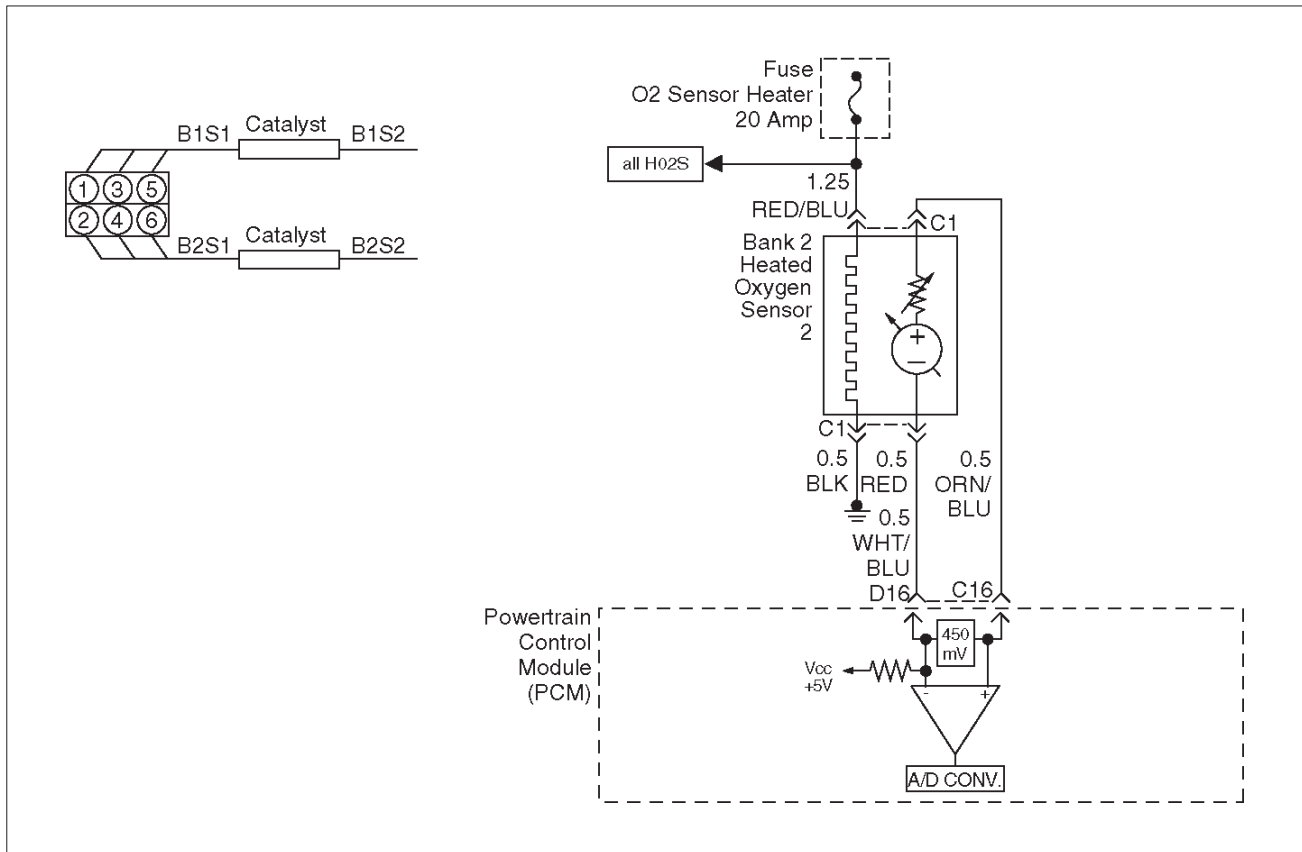 B1S1
Catalyst
B1S2
1
3
5
2
4
6
B2S1
Catalyst
B2S2
Fuse
O2 Sensor Heater
20 Amp
all H02S
1.25
RED/BLU
C1
Bank 2
Heated
Oxygen
Sensor
2
+
−
C1
0.5
BLK
0.5
RED
0.5
ORN/
BLU
0.5
WHT/
BLU
D16
C16
Powertrain
Control
Module
(PCM)
450
mV
Vcc
+5V
-
+
A/D CONV.